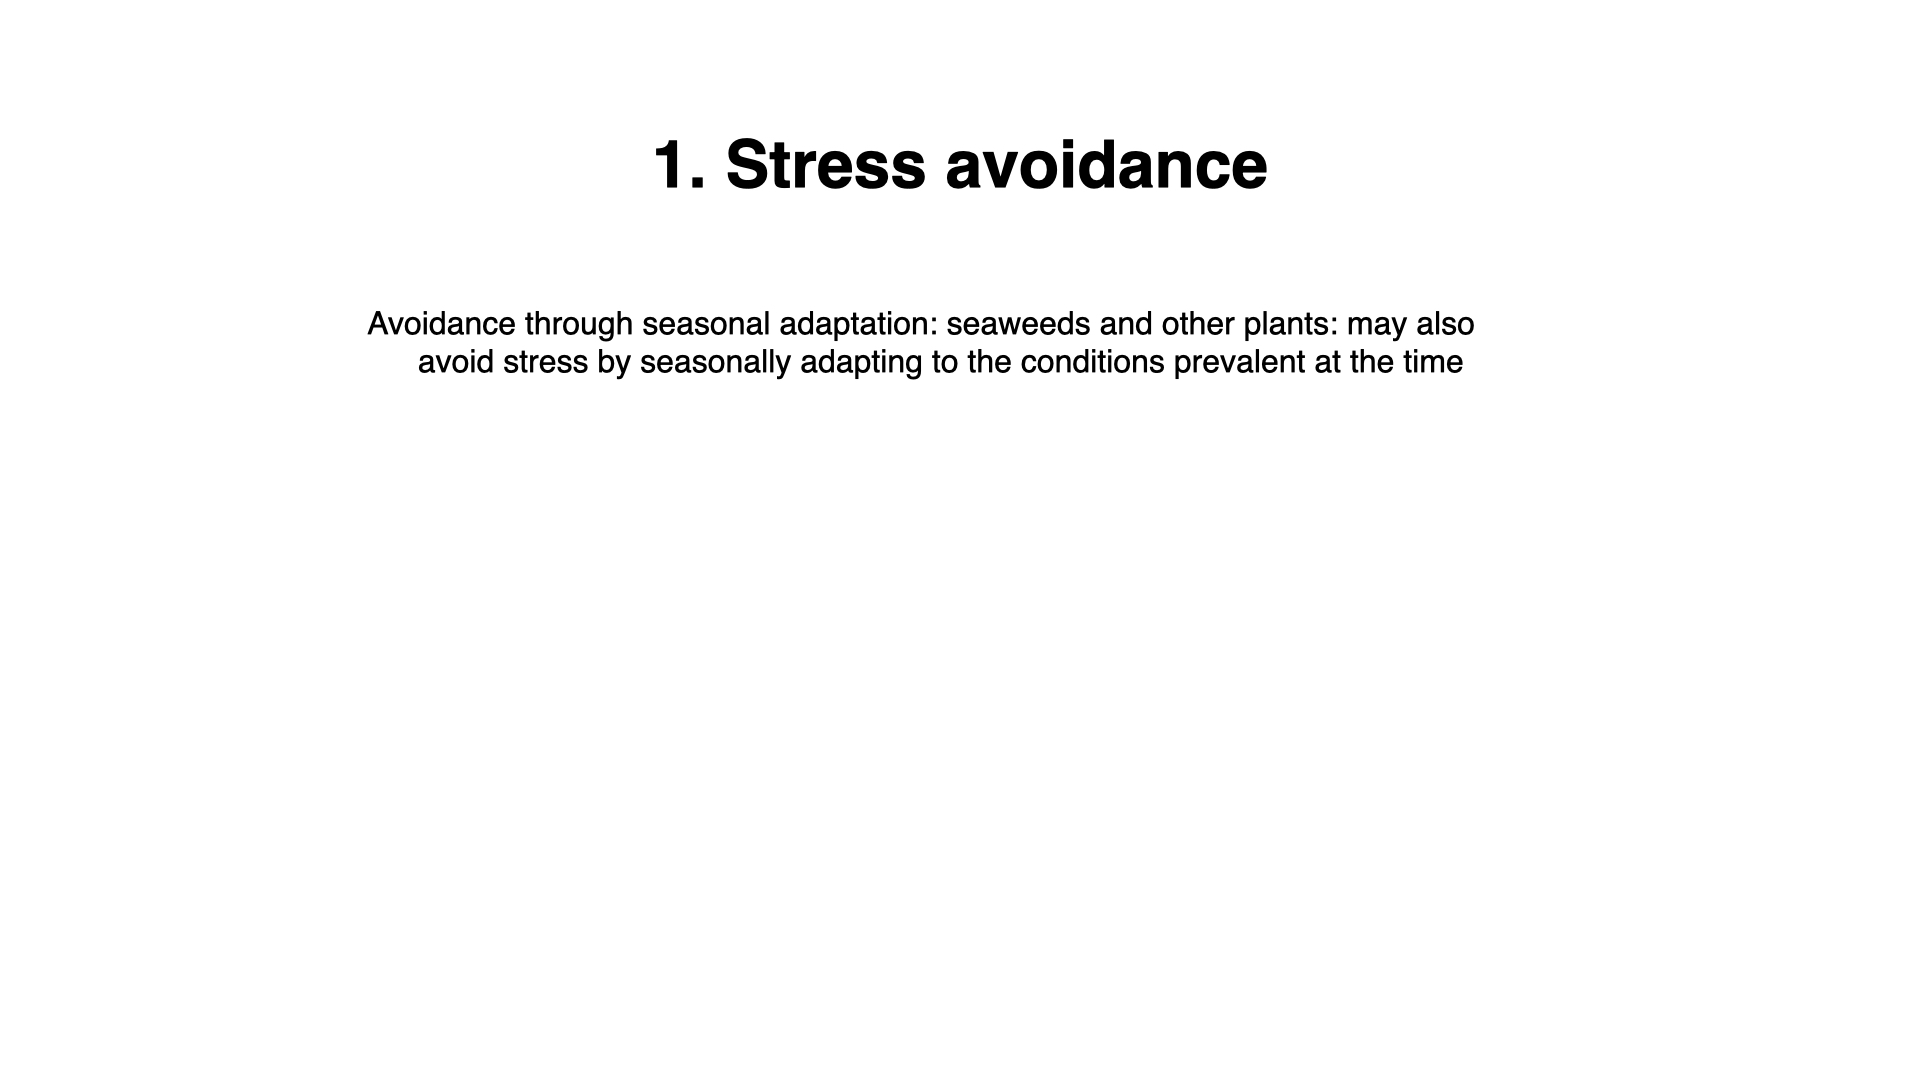 1. Stress avoidance
Avoidance through seasonal adaptation: seaweeds and other plants: may also
avoid stress by seasonally adapting to the conditions prevalent at the time